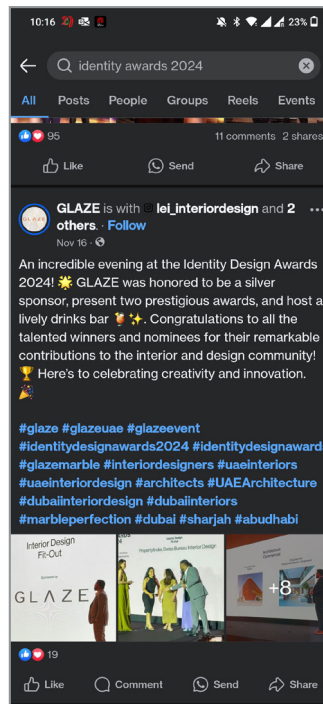 10:16 23%
identity awards 2024
All Posts People Groups Reels Events
95 11 comments 2 shares
Like Send Share
GLAZE is with lei_interiordesign and 2
others. · Follow
Nov 16 ·
An incredible evening at the Identity Design Awards
2024! 🌟 GLAZE was honored to be a silver
sponsor, present two prestigious awards, and host a
lively drinks bar 🍹✨. Congratulations to all the
talented winners and nominees for their remarkable
contributions to the interior and design community!
🏆 Here's to celebrating creativity and innovation.
🎉
#glaze #glazeuae #glazeevent
#identitydesignawards2024 #identitydesignawards
#glazemarble #interiordesigners #uaeinteriors
#uaeinteriordesign #architects #UAEArchitecture
#dubaiinteriordesign #dubaiinteriors
#marbleperfection #dubai #sharjah #abudhabi
Interior Design
Fit-Out
GLAZE
+8
19
Like Comment Send Share